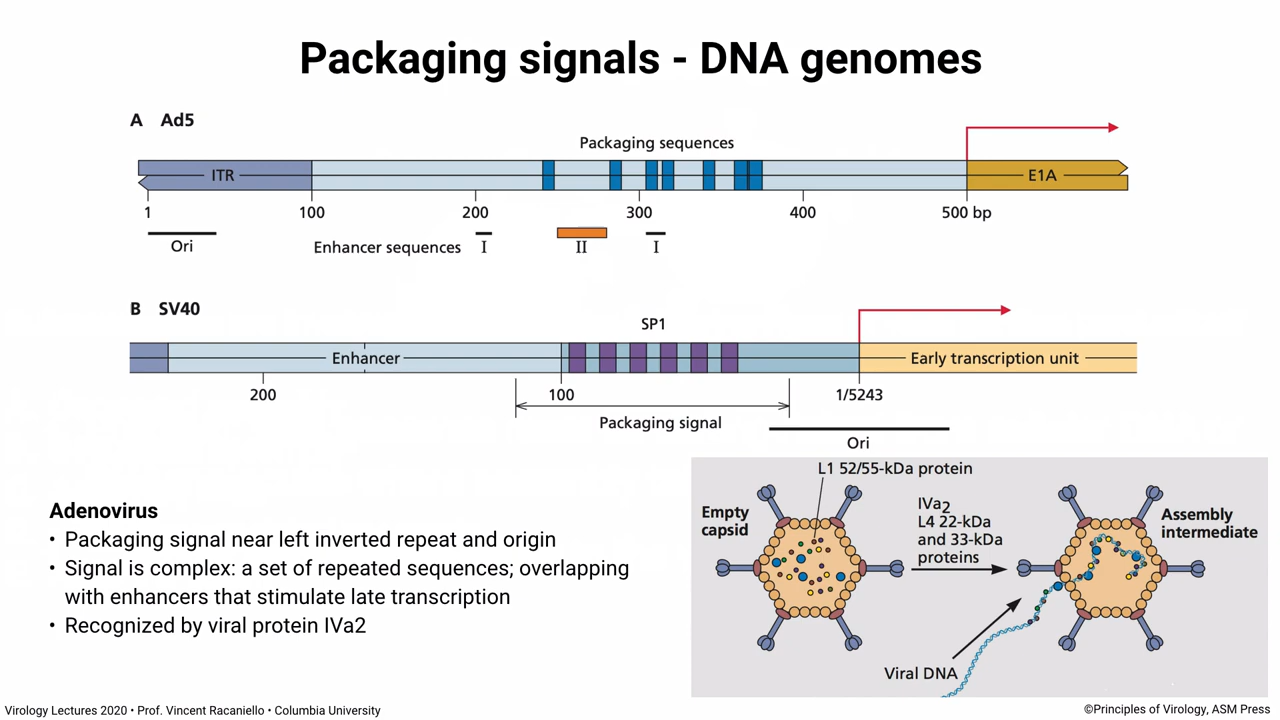 Packaging signals - DNA genomes
A Ad5
Packaging sequences
ITR
E1A
1
100
200
300
400
500 bp
Ori
Enhancer sequences
I
II
I
B SV40
SP1
Enhancer
Early transcription unit
200
100
1/5243
Packaging signal
Ori
Adenovirus
• Packaging signal near left inverted repeat and origin
• Signal is complex: a set of repeated sequences; overlapping
with enhancers that stimulate late transcription
• Recognized by viral protein IVa2
L1 52/55-kDa protein
Empty
capsid
IVa2
L4 22-kDa
and 33-kDa
proteins
Assembly
intermediate
Viral DNA
Virology Lectures 2020 • Prof. Vincent Racaniello • Columbia University
©Principles of Virology, ASM Press